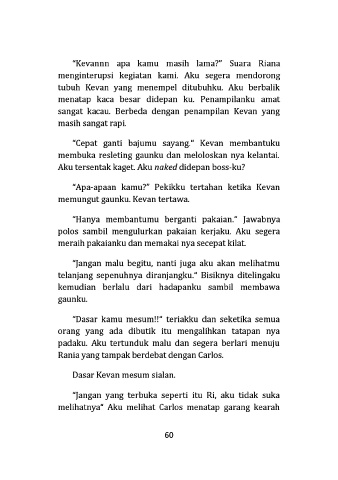 "Kevannn apa kamu masih lama?" Suara Riana
menginterupsi kegiatan kami. Aku segera mendorong
tubuh Kevan yang menempel ditubuhku. Aku berbalik
menatap kaca besar didepan ku. Penampilanku amat
sangat kacau. Berbeda dengan penampilan Kevan yang
masih sangat rapi.
"Cepat ganti bajumu sayang." Kevan membantuku
membuka resleting gaunku dan meloloskan nya kelantai.
Aku tersentak kaget. Aku naked didepan boss-ku?
"Apa-apaan kamu?" Pekikku tertahan ketika Kevan
memungut gaunku. Kevan tertawa.
"Hanya membantumu berganti pakaian." Jawabnya
polos sambil mengulurkan pakaian kerjaku. Aku segera
meraih pakaianku dan memakai nya secepat kilat.
"Jangan malu begitu, nanti juga aku akan melihatmu
telanjang sepenuhnya diranjangku." Bisiknya ditelingaku
kemudian berlalu dari hadapanku sambil membawa
gaunku.
"Dasar kamu mesum!!" teriakku dan seketika semua
orang yang ada dibutik itu mengalihkan tatapan nya
padaku. Aku tertunduk malu dan segera berlari menuju
Rania yang tampak berdebat dengan Carlos.
Dasar Kevan mesum sialan.
"Jangan yang terbuka seperti itu Ri, aku tidak suka
melihatnya" Aku melihat Carlos menatap garang kearah
60